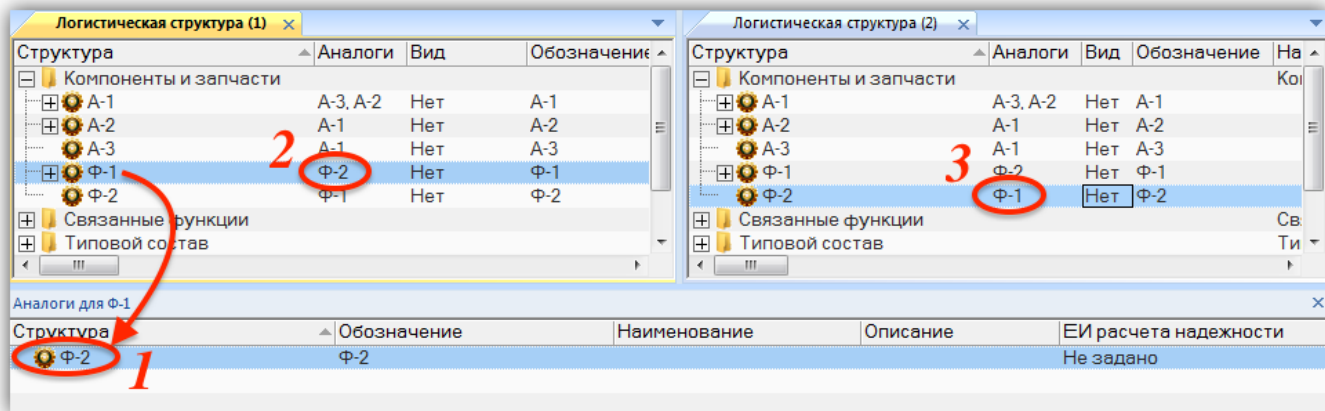 Логистическая структура (1)
Структура Аналоги Вид Обозначение
Компоненты и запчасти
А-1 А-3, А-2 Нет А-1
А-2 А-1 Нет А-2
А-3 А-1 Нет А-3
2
Ф-1 Ф-2 Нет Ф-1
Ф-2 Ф-1 Нет Ф-2
Связанные функции
Типовой состав
Логистическая структура (2)
Структура Аналоги Вид Обозначение На
Компоненты и запчасти Ко
А-1 А-3, А-2 Нет А-1
А-2 А-1 Нет А-2
А-3 А-1 Нет А-3
3
Ф-1 Ф-2 Нет Ф-1
Ф-2 Ф-1 Нет Ф-2
Связанные функции Св
Типовой состав Ти
Аналоги для Ф-1
Структура Обозначение Наименование Описание ЕИ расчета надежности
Ф-2 Ф-2 Не задано
1